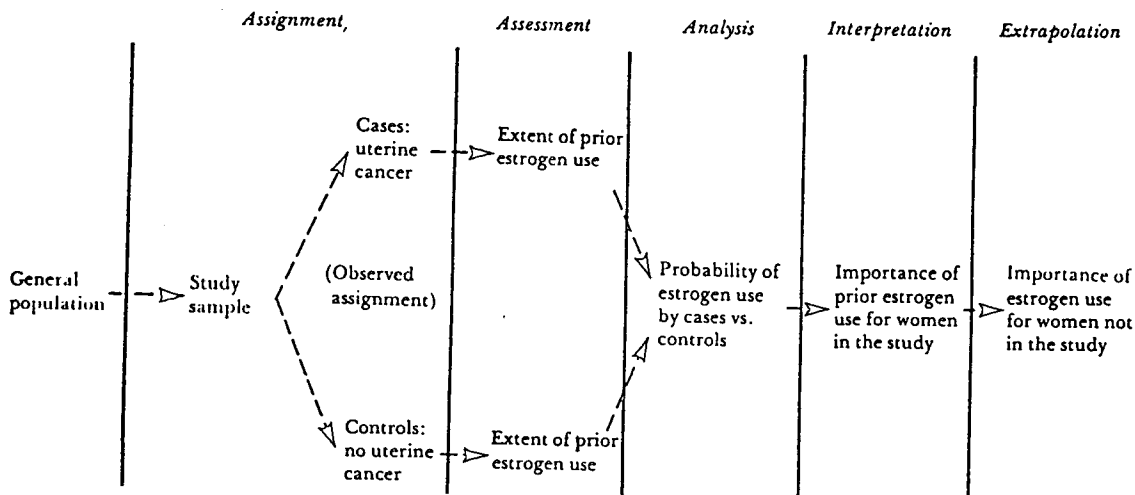 Assignment,
Assessment
Analysis
Interpretation
Extrapolation
General
population
Study
sample
Cases:
uterine
cancer
(Observed
assignment)
Controls:
no uterine
cancer
Extent of prior
estrogen use
Extent of prior
estrogen use
Probability of
estrogen use
by cases vs.
controls
Importance of
prior estrogen
use for women
in the study
Importance of
estrogen use
for women not
in the study